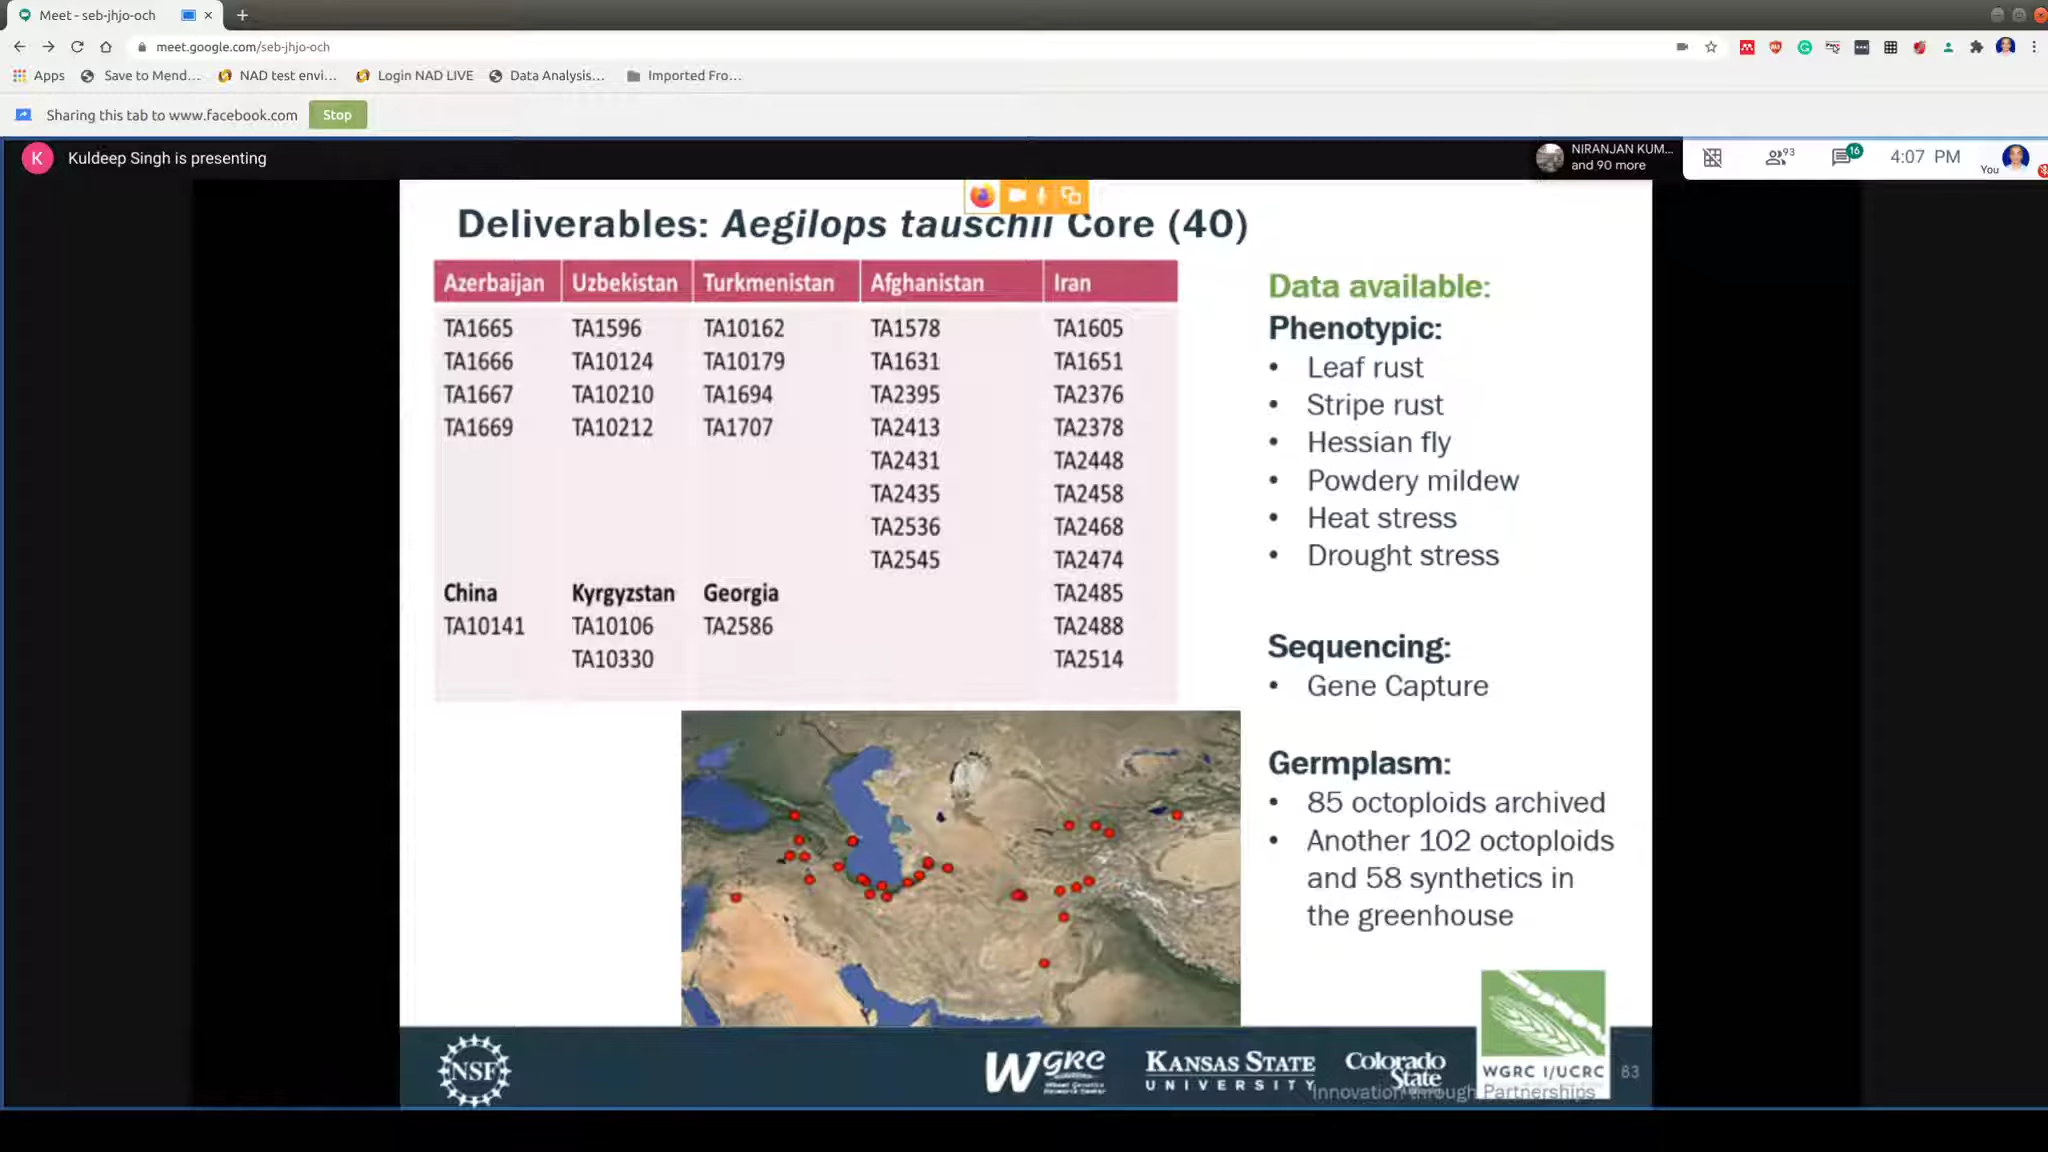 Meet - seb-jhjo-och
meet.google.com/seb-jhjo-och
Apps Save to Mend... NAD test envi... Login NAD LIVE Data Analysis... Imported Fro...
Sharing this tab to www.facebook.com Stop
K Kuldeep Singh is presenting
NIRANJAN KUM...
and 90 more
93
16
4:07 PM
You
Deliverables: Aegilops tauschii Core (40)
Azerbaijan Uzbekistan Turkmenistan Afghanistan Iran
TA1665 TA1596 TA10162 TA1578 TA1605
TA1666 TA10124 TA10179 TA1631 TA1651
TA1667 TA10210 TA1694 TA2395 TA2376
TA1669 TA10212 TA1707 TA2413 TA2378
TA2431 TA2448
TA2435 TA2458
TA2536 TA2468
TA2545 TA2474
China Kyrgyzstan Georgia TA2485
TA10141 TA10106 TA2586 TA2488
TA10330 TA2514
Data available:
Phenotypic:
• Leaf rust
• Stripe rust
• Hessian fly
• Powdery mildew
• Heat stress
• Drought stress
Sequencing:
• Gene Capture
Germplasm:
• 85 octoploids archived
• Another 102 octoploids
and 58 synthetics in
the greenhouse
NSF
WGRC
KANSAS STATE
UNIVERSITY
Colorado
State
WGRC I/UCRC
83
Innovation through Partnerships